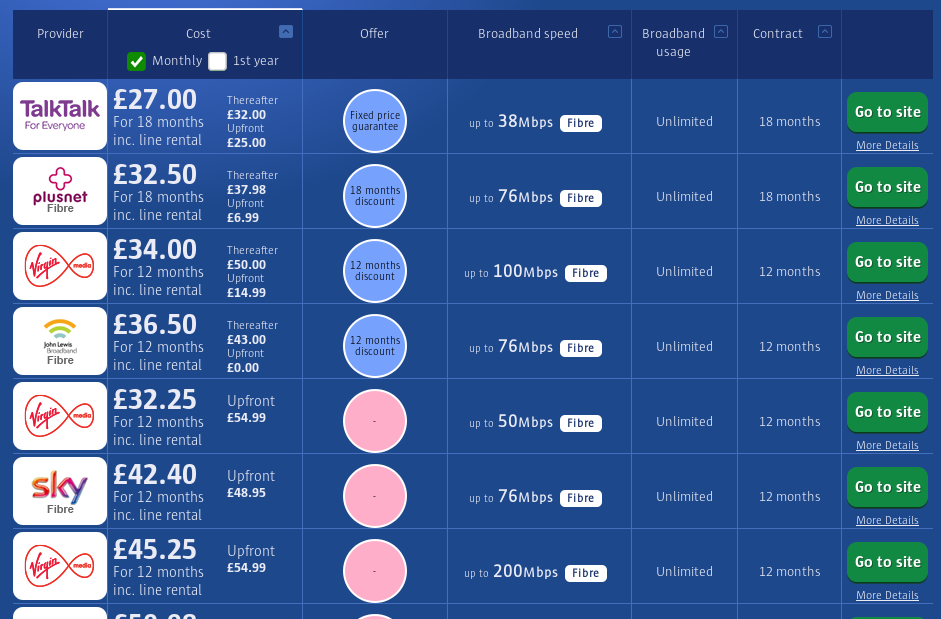 Provider
Cost
Offer
Broadband speed
Broadband
usage
Contract
Monthly
1st year
TalkTalk
For Everyone
£27.00
For 18 months
inc. line rental
Thereafter
£32.00
Upfront
£25.00
Fixed price
guarantee
up to 38Mbps Fibre
Unlimited
18 months
Go to site
More Details
plusnet
Fibre
£32.50
For 18 months
inc. line rental
Thereafter
£37.98
Upfront
£6.99
18 months
discount
up to 76Mbps Fibre
Unlimited
18 months
Go to site
More Details
Virgin media
£34.00
For 12 months
inc. line rental
Thereafter
£50.00
Upfront
£14.99
12 months
discount
up to 100Mbps Fibre
Unlimited
12 months
Go to site
More Details
John Lewis
Broadband
Fibre
£36.50
For 12 months
inc. line rental
Thereafter
£43.00
Upfront
£0.00
12 months
discount
up to 76Mbps Fibre
Unlimited
12 months
Go to site
More Details
Virgin media
£32.25
For 12 months
inc. line rental
Upfront
£54.99
-
up to 50Mbps Fibre
Unlimited
12 months
Go to site
More Details
sky
Fibre
£42.40
For 12 months
inc. line rental
Upfront
£48.95
-
up to 76Mbps Fibre
Unlimited
12 months
Go to site
More Details
Virgin media
£45.25
For 12 months
inc. line rental
Upfront
£54.99
-
up to 200Mbps Fibre
Unlimited
12 months
Go to site
More Details